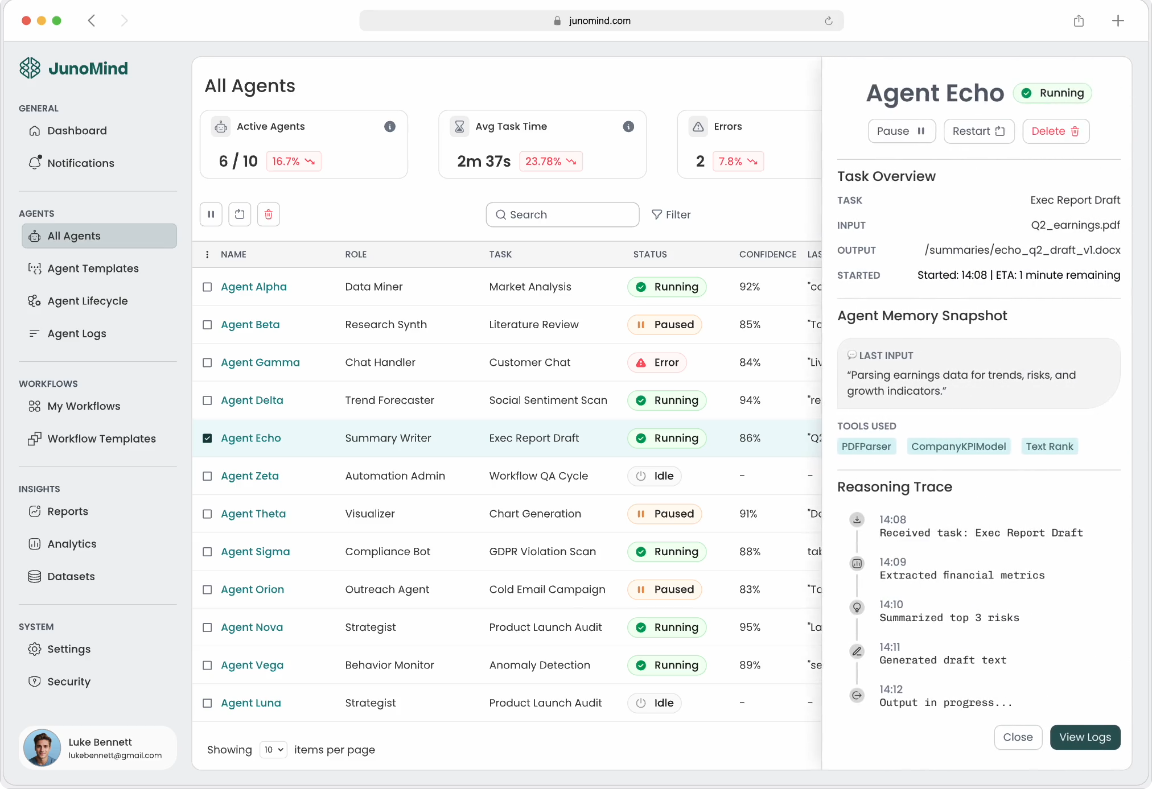 junomind.com
JunoMind
GENERAL
Dashboard
Notifications
AGENTS
All Agents
Agent Templates
Agent Lifecycle
Agent Logs
WORKFLOWS
My Workflows
Workflow Templates
INSIGHTS
Reports
Analytics
Datasets
SYSTEM
Settings
Security
Luke Bennett
lukebennett@gmail.com
All Agents
Active Agents
6 / 10 16.7%
Avg Task Time
2m 37s 23.78%
Errors
2 7.8%
Search Filter
NAME ROLE TASK STATUS CONFIDENCE LAS
Agent Alpha Data Miner Market Analysis Running 92% "co
Agent Beta Research Synth Literature Review Paused 85% "To
Agent Gamma Chat Handler Customer Chat Error 84% "Liv
Agent Delta Trend Forecaster Social Sentiment Scan Running 94% "re
Agent Echo Summary Writer Exec Report Draft Running 86% "Q2
Agent Zeta Automation Admin Workflow QA Cycle Idle - -
Agent Theta Visualizer Chart Generation Paused 91% "Do
Agent Sigma Compliance Bot GDPR Violation Scan Running 88% tab
Agent Orion Outreach Agent Cold Email Campaign Paused 83% "To
Agent Nova Strategist Product Launch Audit Running 95% "La
Agent Vega Behavior Monitor Anomaly Detection Running 89% "se
Agent Luna Strategist Product Launch Audit Idle - -
Showing 10 items per page
Agent Echo Running
Pause Restart Delete
Task Overview
TASK Exec Report Draft
INPUT Q2_earnings.pdf
OUTPUT /summaries/echo_q2_draft_v1.docx
STARTED Started: 14:08 | ETA: 1 minute remaining
Agent Memory Snapshot
LAST INPUT
“Parsing earnings data for trends, risks, and
growth indicators.”
TOOLS USED
PDFParser CompanyKPIModel Text Rank
Reasoning Trace
14:08
Received task: Exec Report Draft
14:09
Extracted financial metrics
14:10
Summarized top 3 risks
14:11
Generated draft text
14:12
Output in progress...
Close View Logs